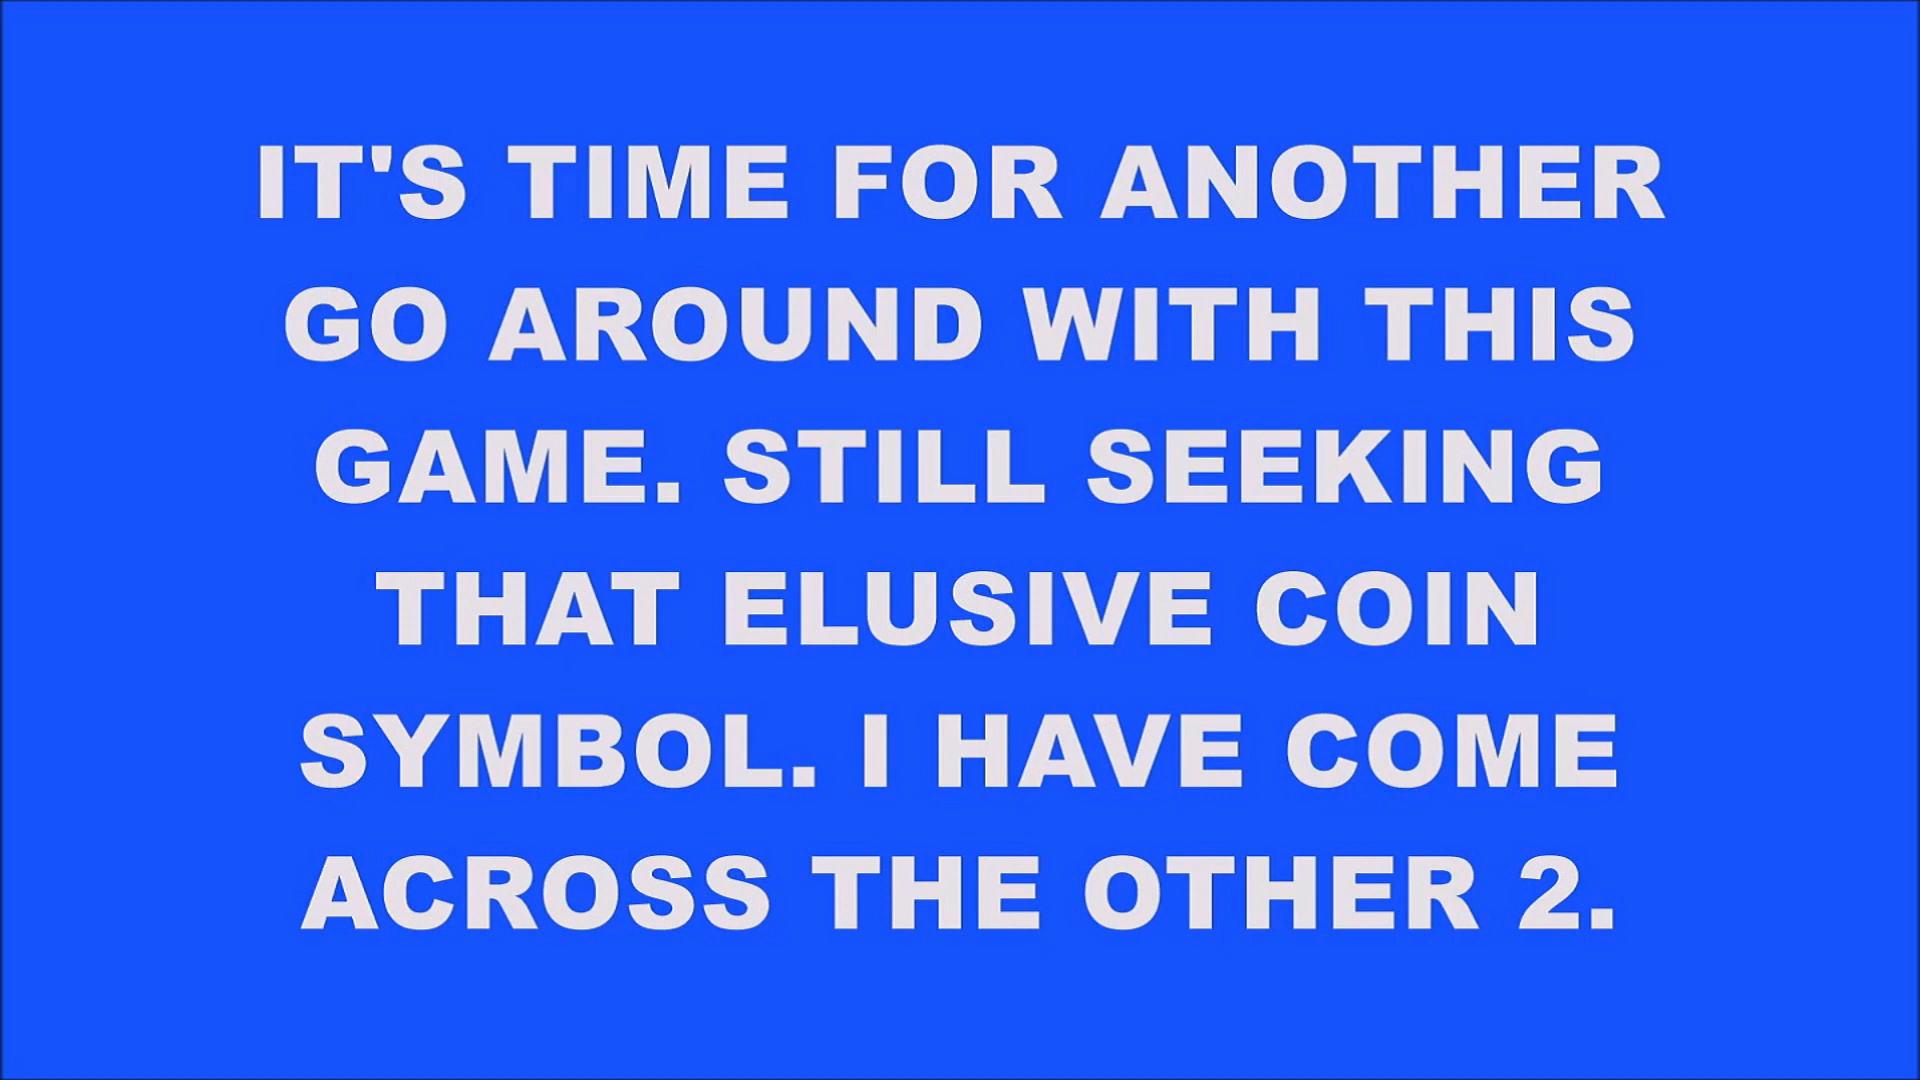 IT'S TIME FOR ANOTHER
GO AROUND WITH THIS
GAME. STILL SEEKING
THAT ELUSIVE COIN
SYMBOL. I HAVE COME
ACROSS THE OTHER 2.